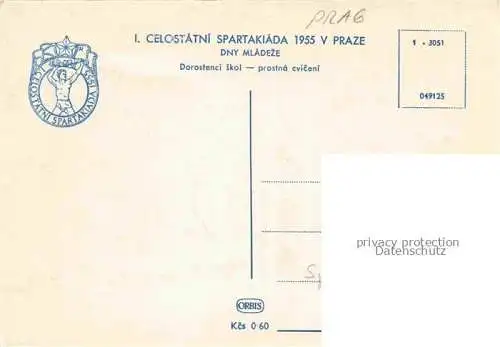 PRAG
I. CELOSTÁTNÍ SPARTAKIÁDA 1955 V PRAZE
DNY MLÁDEŽE
Dorostenci škol — prostná cvičení
1 - 3051
049125
CELOSTÁTNÍ SPARTAKIÁDA 1955
privacy protection
Datenschutz
ORBIS
Kčs 0 60